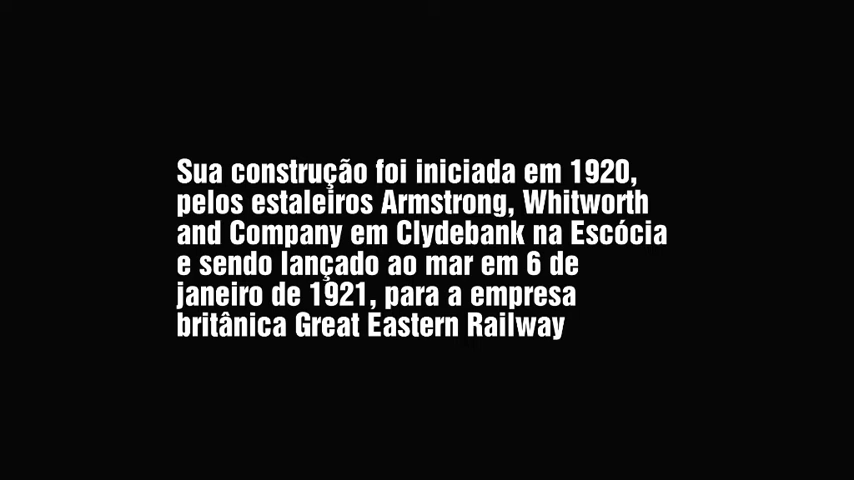 Sua construção foi iniciada em 1920,
pelos estaleiros Armstrong, Whitworth
and Company em Clydebank na Escócia
e sendo lançado ao mar em 6 de
janeiro de 1921, para a empresa
britânica Great Eastern Railway